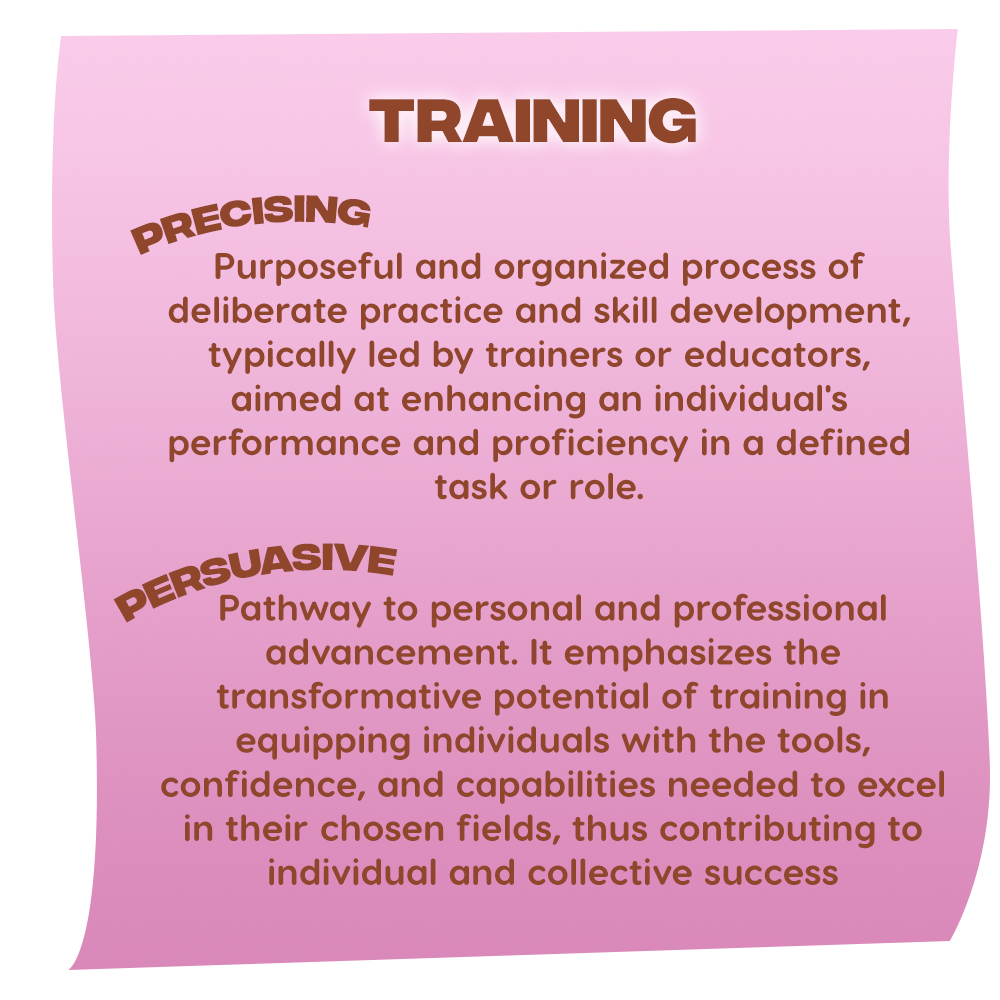 TRAINING
PRECISING
Purposeful and organized process of
deliberate practice and skill development,
typically led by trainers or educators,
aimed at enhancing an individual's
performance and proficiency in a defined
task or role.
PERSUASIVE
Pathway to personal and professional
advancement. It emphasizes the
transformative potential of training in
equipping individuals with the tools,
confidence, and capabilities needed to excel
in their chosen fields, thus contributing to
individual and collective success